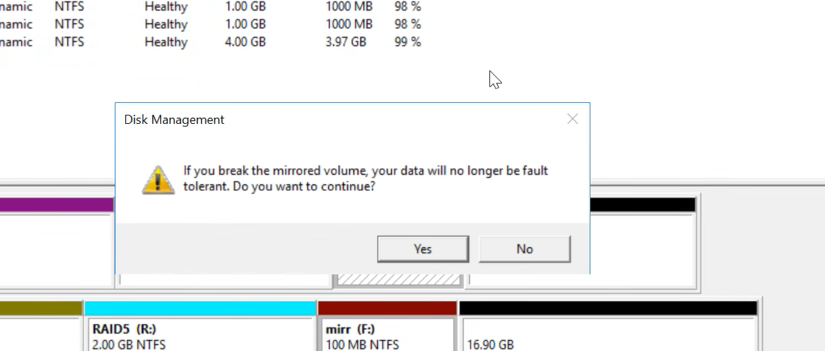 namic NTFS Healthy 1.00 GB 1000 MB 98 %
namic NTFS Healthy 1.00 GB 1000 MB 98 %
namic NTFS Healthy 4.00 GB 3.97 GB 99 %
Disk Management
If you break the mirrored volume, your data will no longer be fault
tolerant. Do you want to continue?
Yes No
RAID5 (R:) mirr (F:)
2.00 GB NTFS 100 MB NTFS 16.90 GB